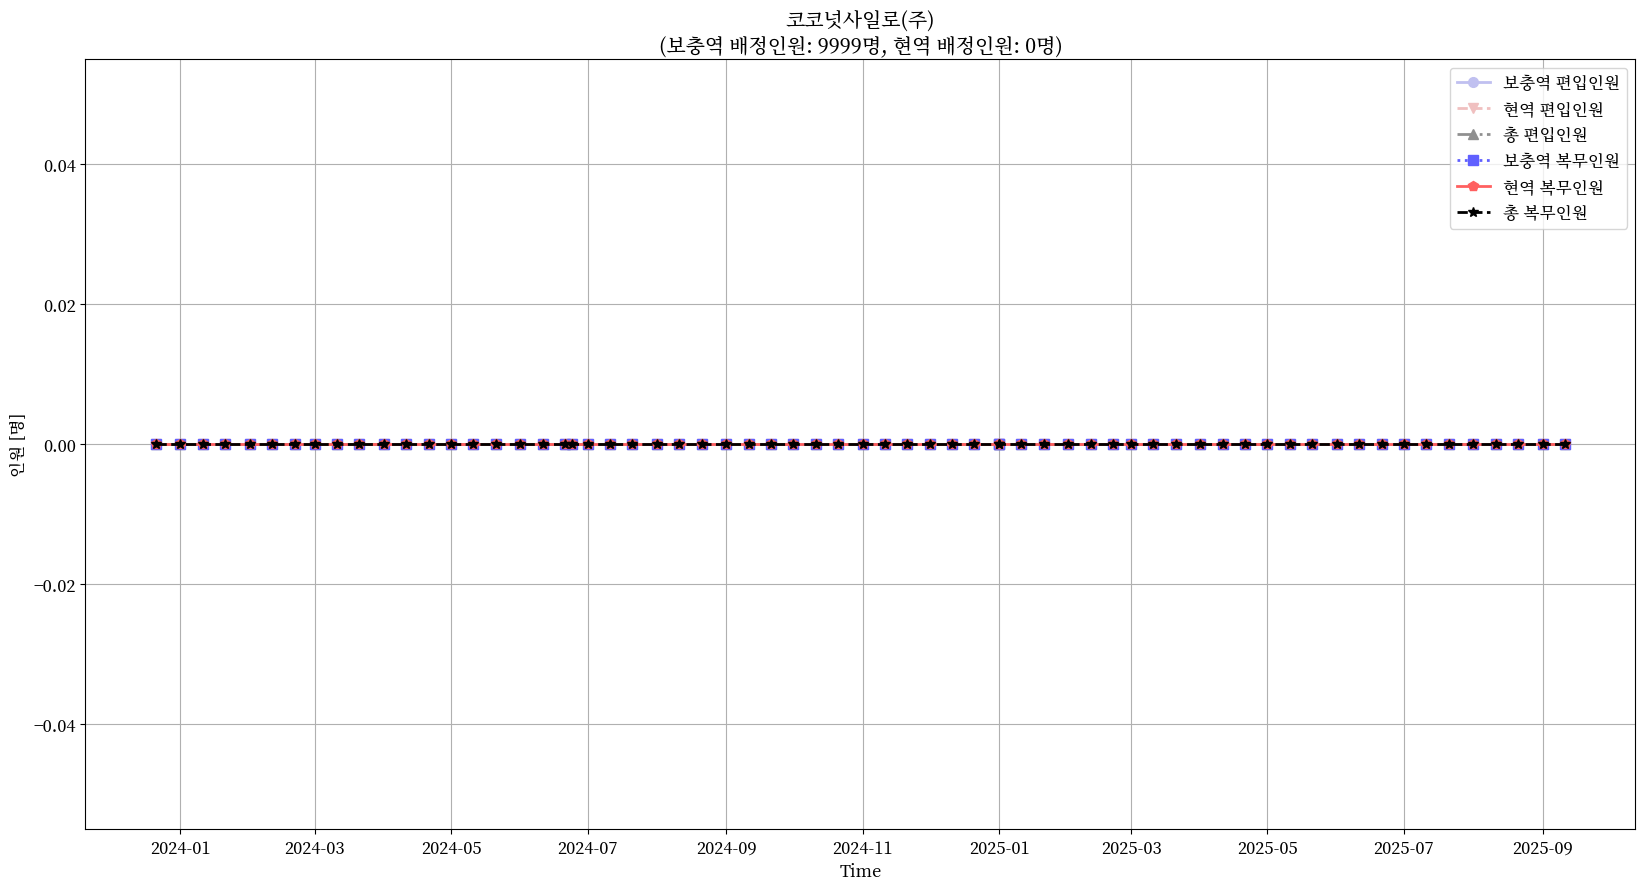 코코넛사일로(주)
(보충역 배정인원: 9999명, 현역 배정인원: 0명)
보충역 편입인원
현역 편입인원
총 편입인원
보충역 복무인원
현역 복무인원
총 복무인원
0.04
0.02
0.00
−0.02
−0.04
인원 [명]
2024-01 2024-03 2024-05 2024-07 2024-09 2024-11 2025-01 2025-03 2025-05 2025-07 2025-09
Time